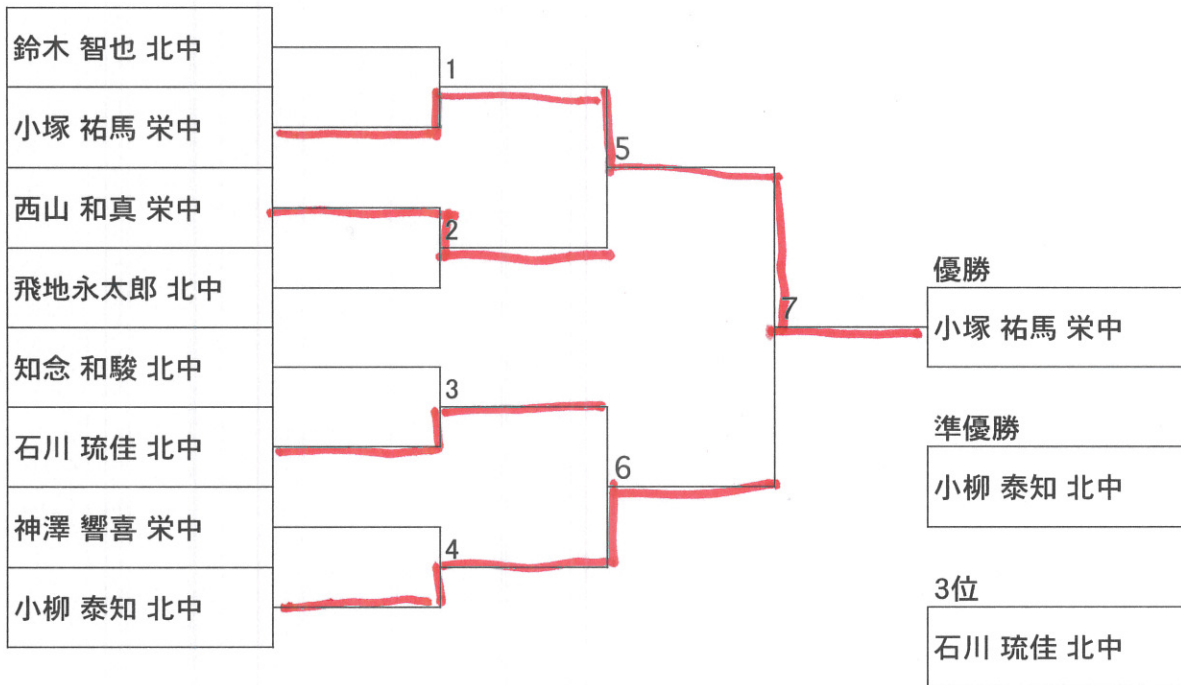 鈴木 智也 北中
小塚 祐馬 栄中
西山 和真 栄中
飛地永太郎 北中
知念 和駿 北中
石川 琉佳 北中
神澤 響喜 栄中
小柳 泰知 北中
1
2
3
4
5
6
7
優勝
小塚 祐馬 栄中
準優勝
小柳 泰知 北中
3位
石川 琉佳 北中